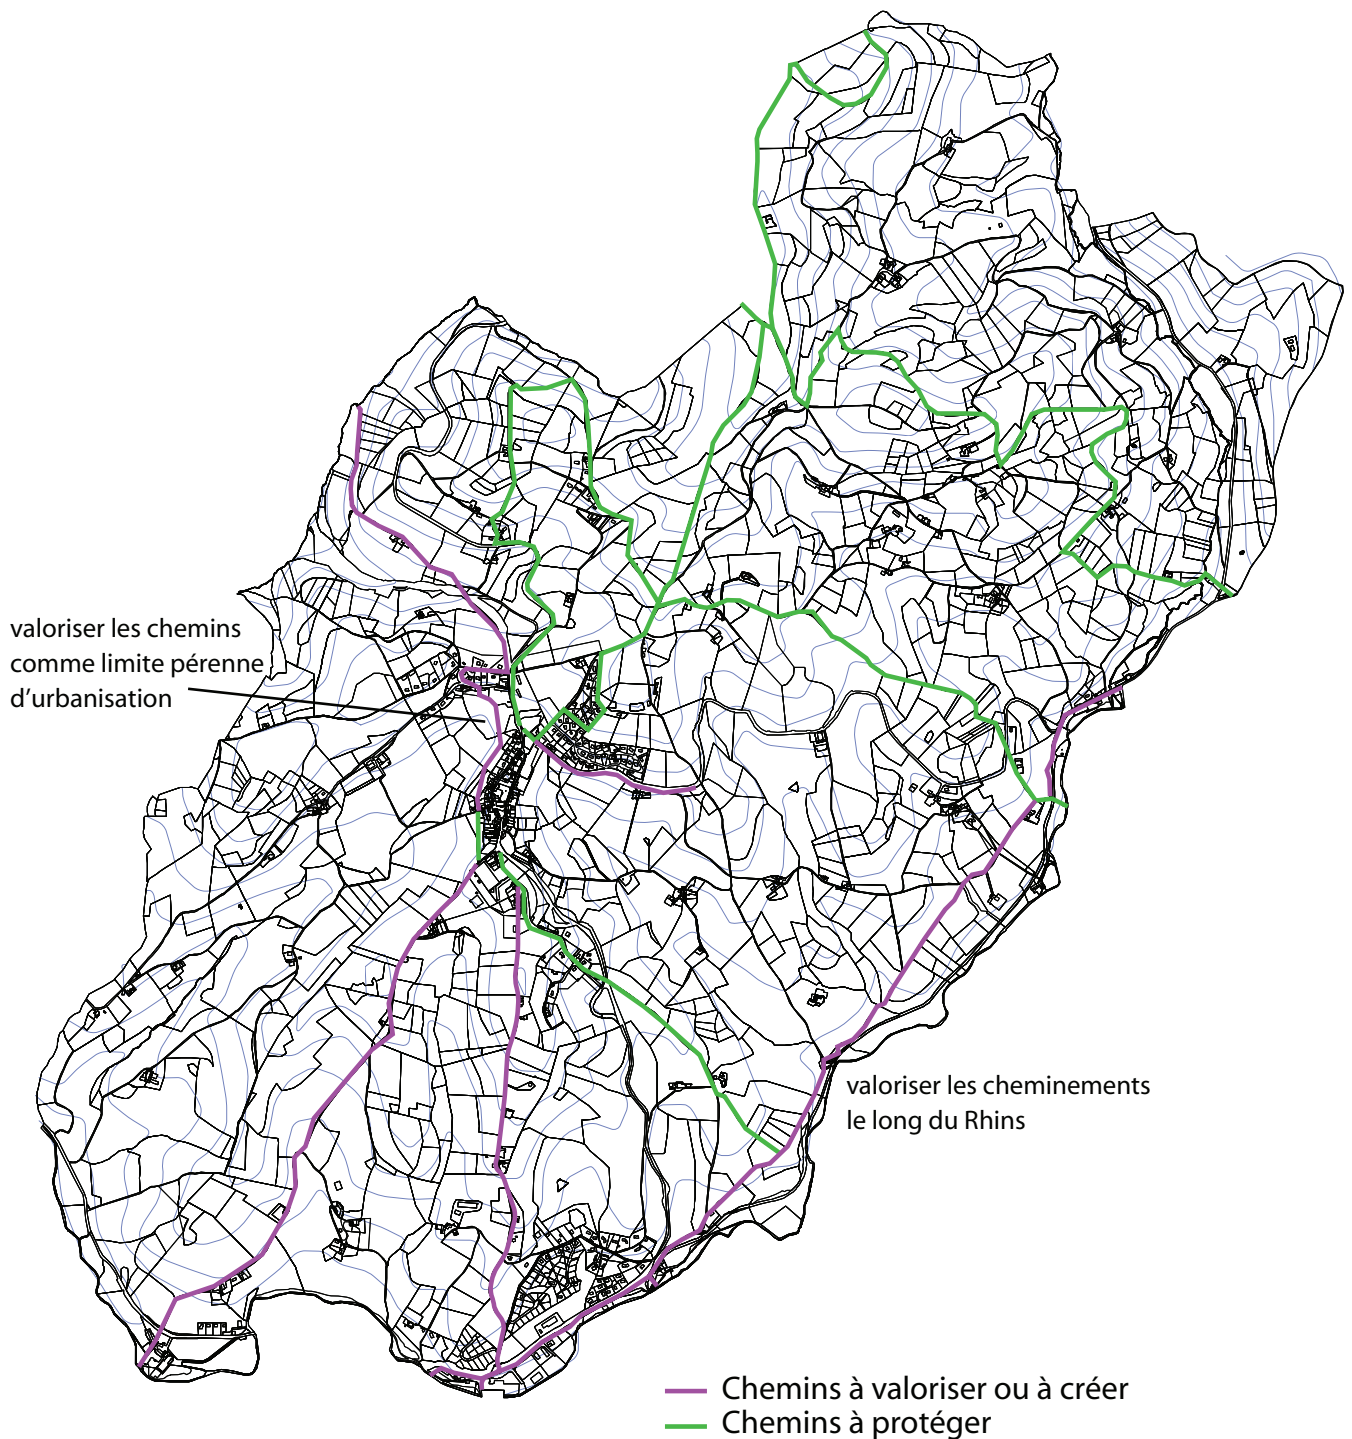 valoriser les chemins
comme limite pérenne
d’urbanisation
valoriser les cheminements
le long du Rhins
Chemins à valoriser ou à créer
Chemins à protéger